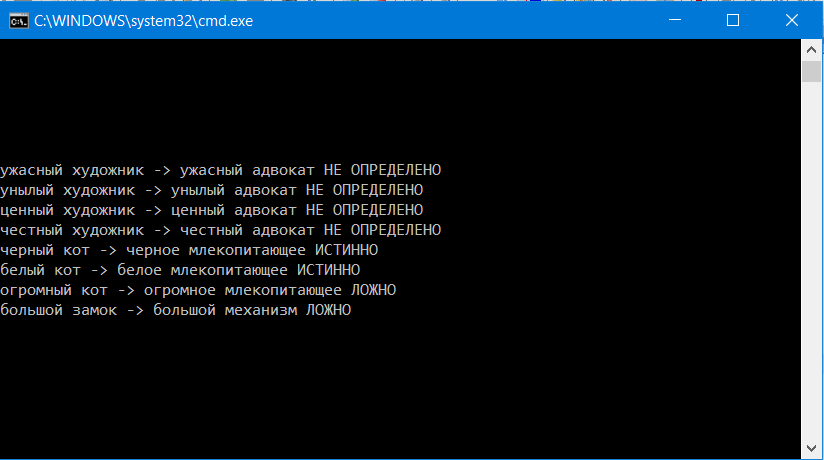 C:\WINDOWS\system32\cmd.exe
ужасный художник -> ужасный адвокат НЕ ОПРЕДЕЛЕНО
унылый художник -> унылый адвокат НЕ ОПРЕДЕЛЕНО
ценный художник -> ценный адвокат НЕ ОПРЕДЕЛЕНО
честный художник -> честный адвокат НЕ ОПРЕДЕЛЕНО
черный кот -> черное млекопитающее ИСТИННО
белый кот -> белое млекопитающее ИСТИННО
огромный кот -> огромное млекопитающее ЛОЖНО
большой замок -> большой механизм ЛОЖНО